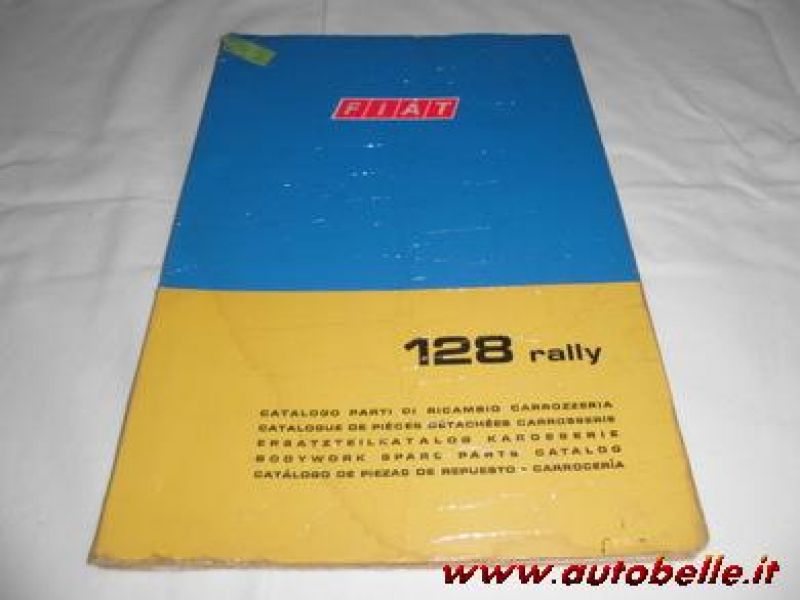 FIAT
128 rally
CATALOGO PARTI DI RICAMBIO CARROZZERIA
CATALOGUE DE PIÈCES DÉTACHÉES CARROSSERIE
ERSATZTEILKATALOG KAROSSERIE
BODYWORK SPARE PARTS CATALOG
CATÁLOGO DE PIEZAS DE REPUESTO - CARROCERÍA
www.autobelle.it